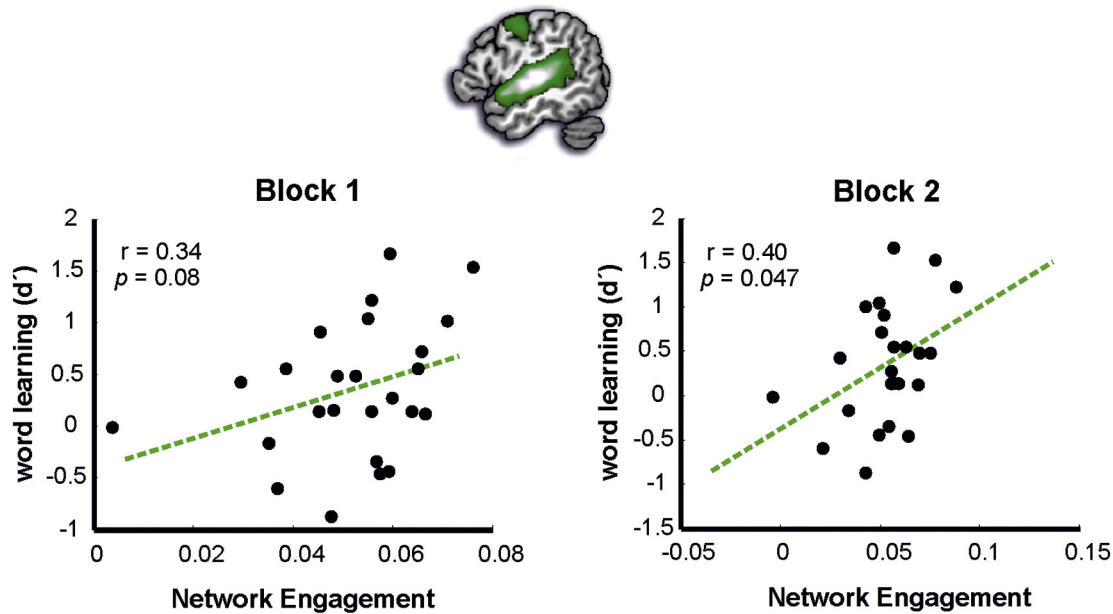 Block 1
r = 0.34
p = 0.08
word learning (d´)
2
1.5
1
0.5
0
-0.5
-1
0 0.02 0.04 0.06 0.08
Network Engagement
Block 2
r = 0.40
p = 0.047
word learning (d´)
2
1.5
1
0.5
0
-0.5
-1
-1.5
-0.05 0 0.05 0.1 0.15
Network Engagement